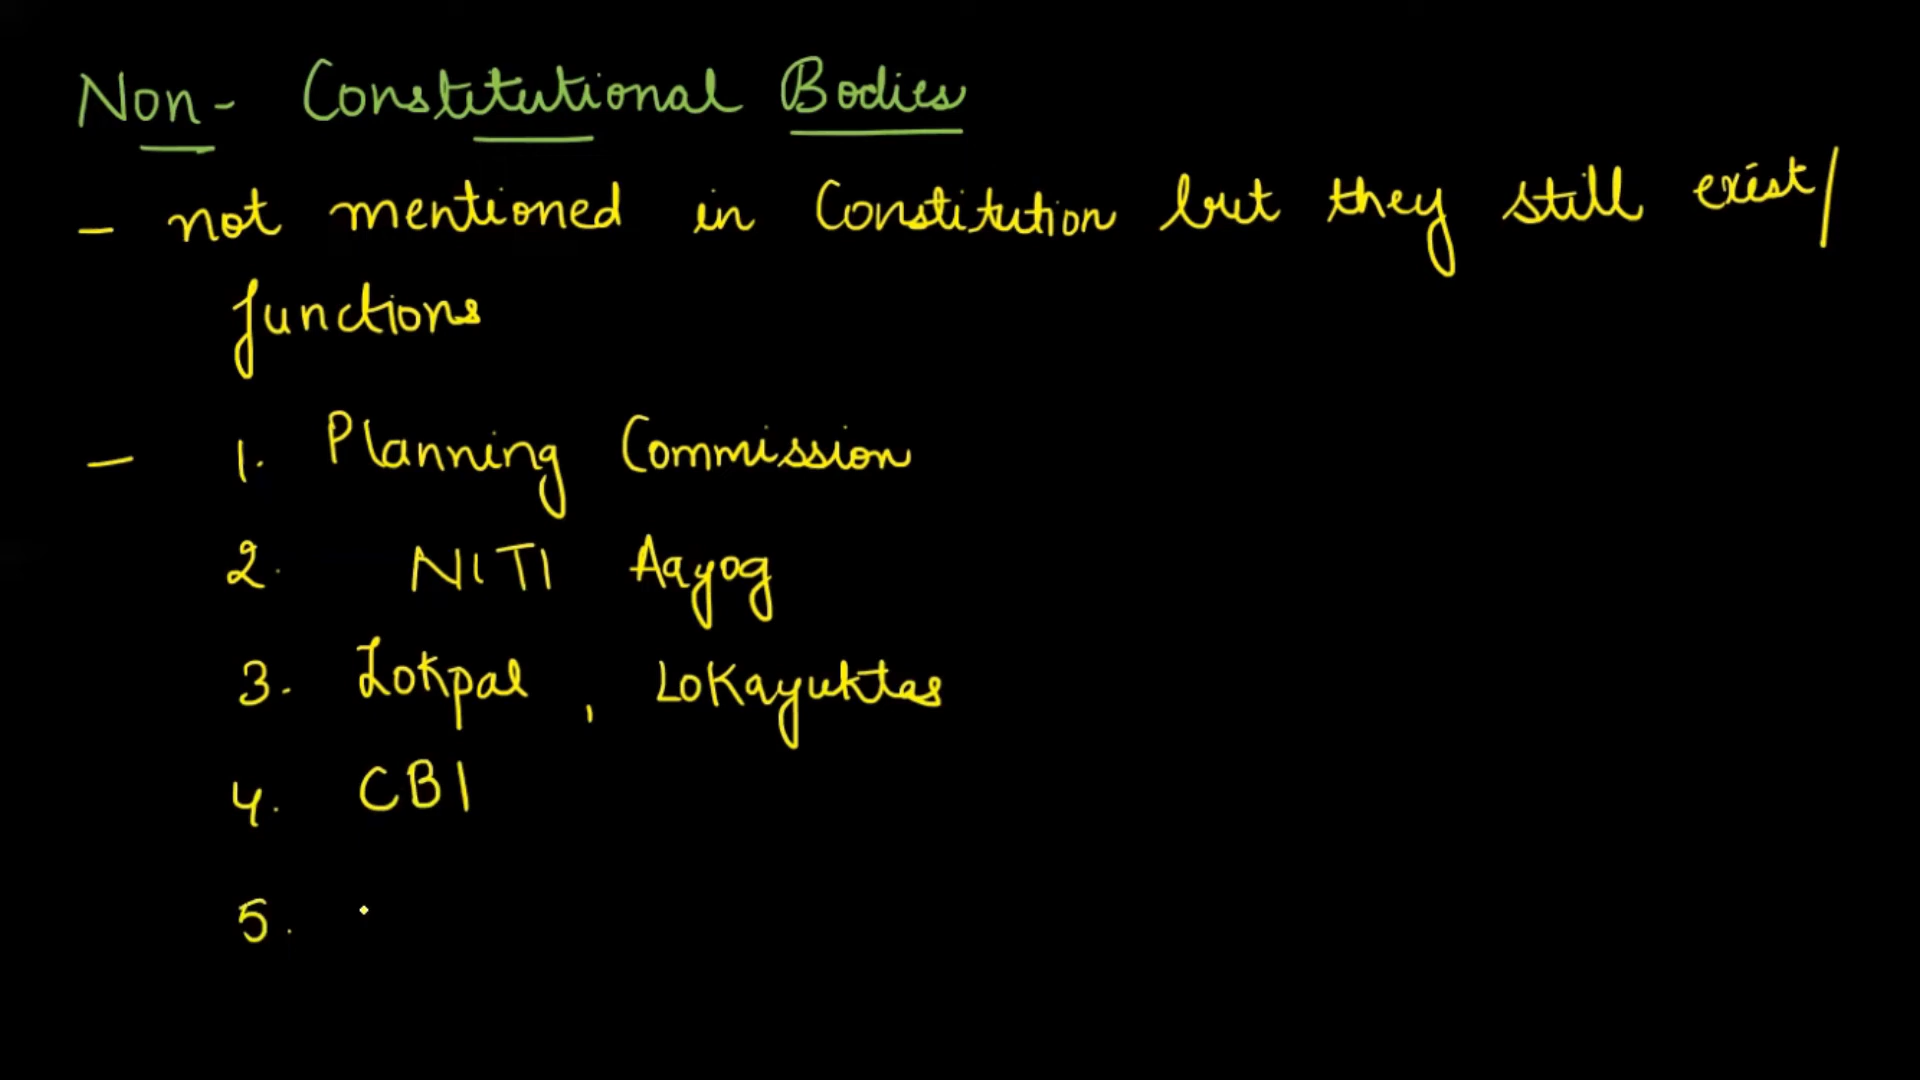 Non- Constitutional Bodies
- not mentioned in Constitution but they still exist/
functions
- 1. Planning Commission
2. NITI Aayog
3. Lokpal, Lokayuktas
4. CBI
5.